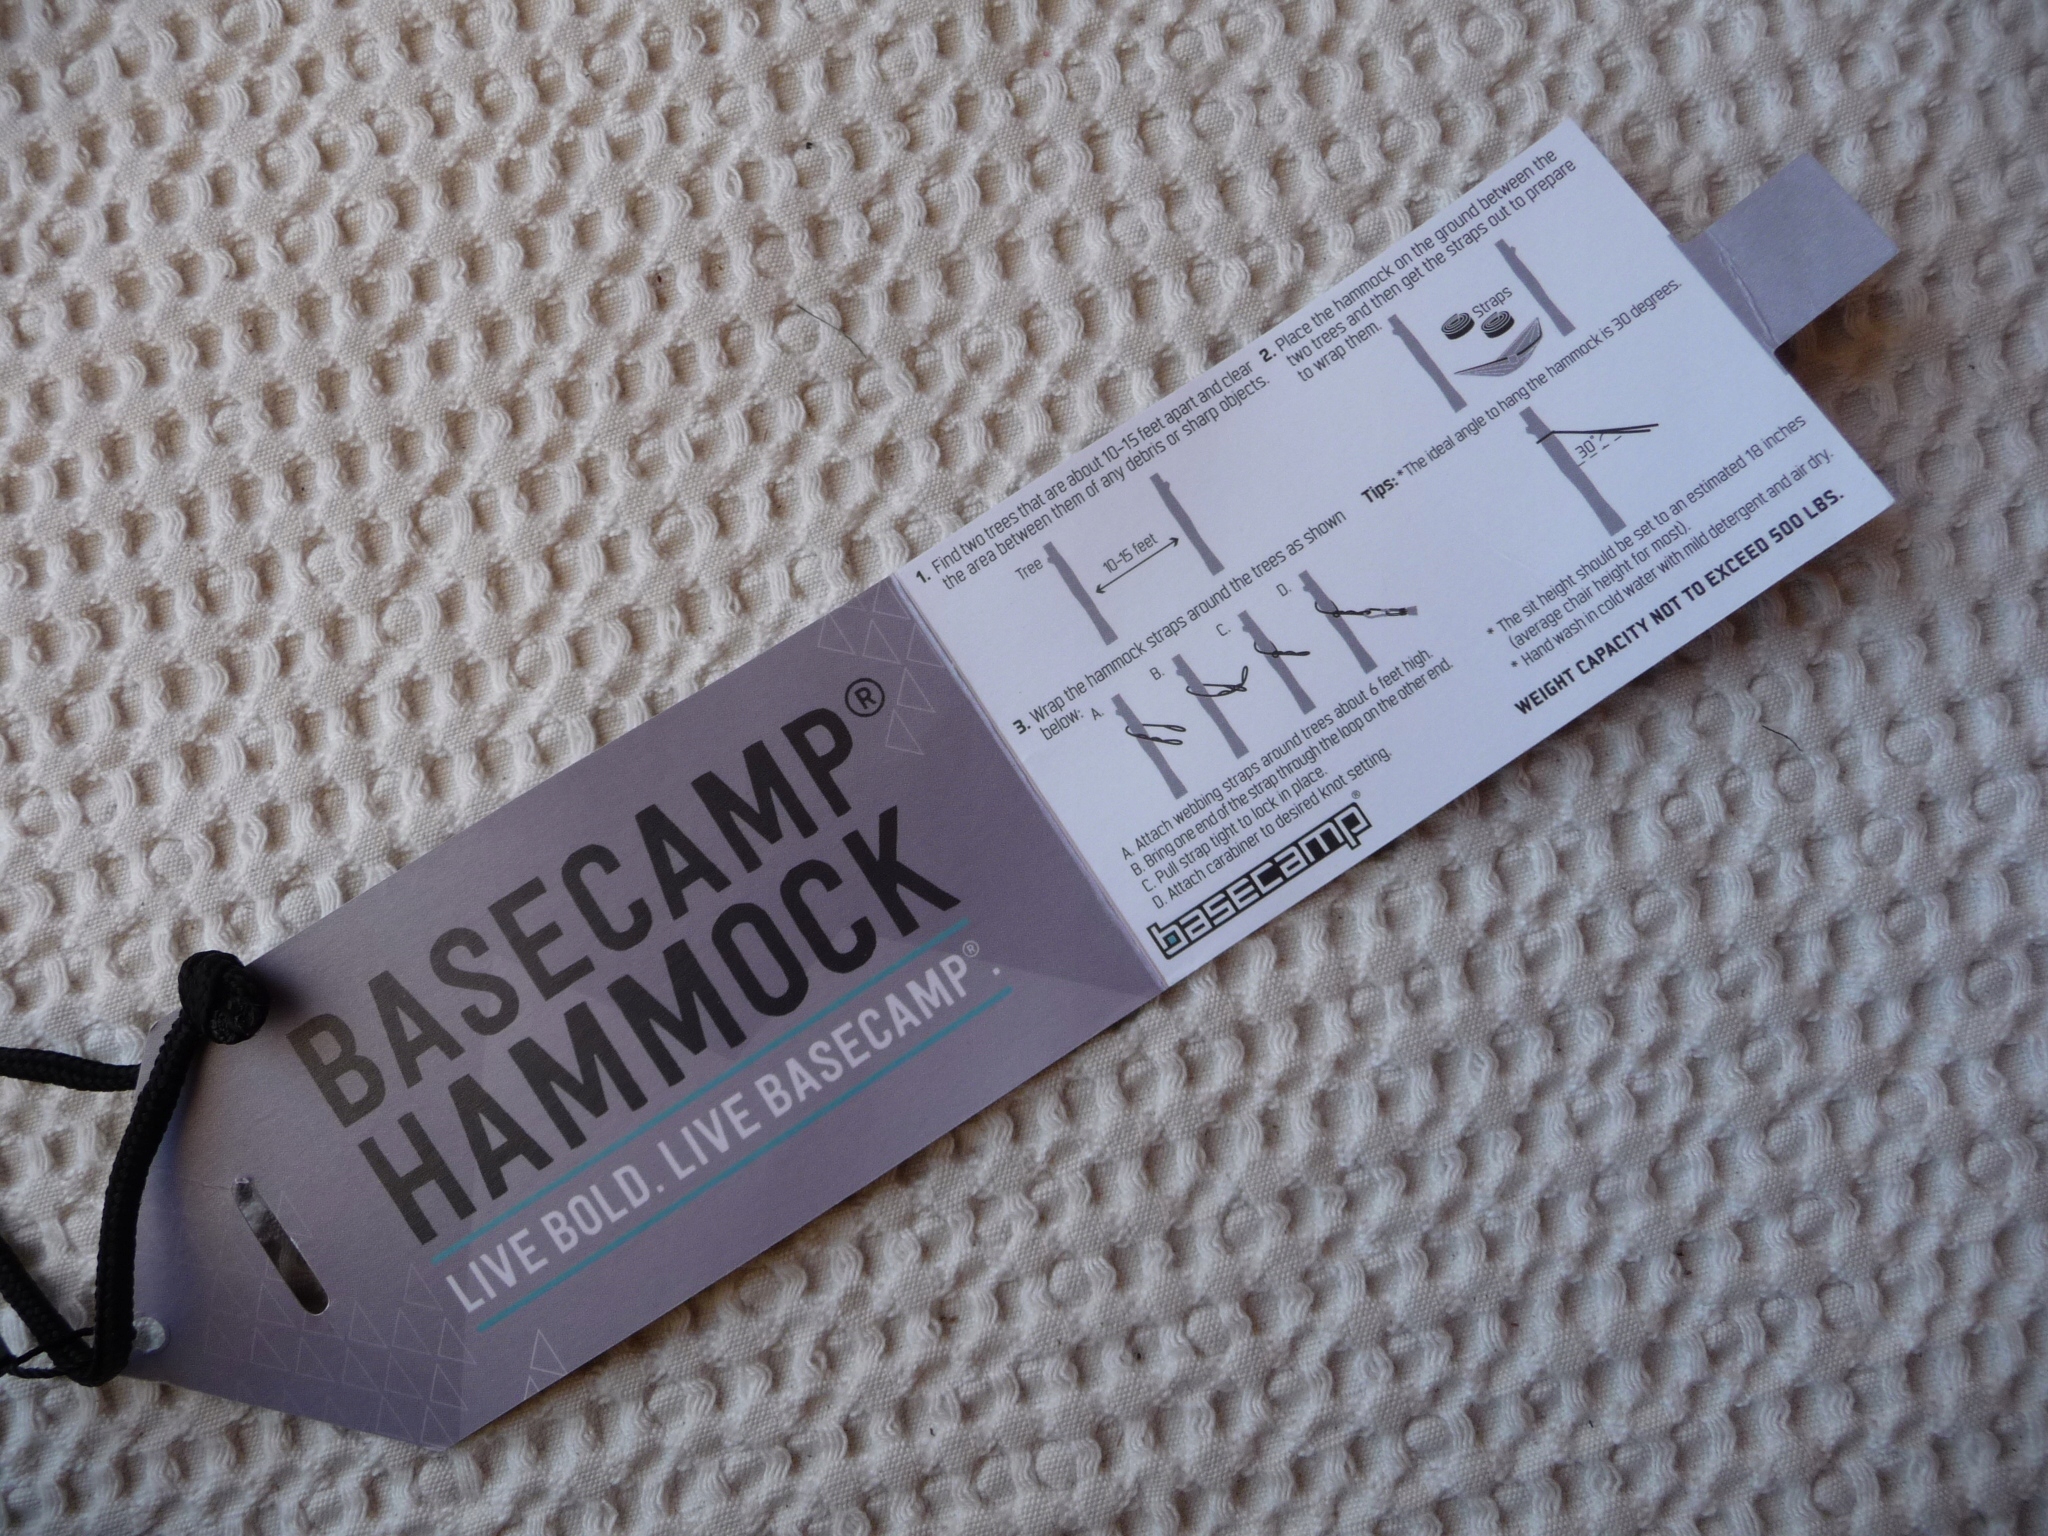 BASECAMP®
HAMMOCK
LIVE BOLD. LIVE BASECAMP®.
1. Find two trees that are about 10-15 feet apart and clear
the area between them of any debris or sharp objects.
Tree
10-15 feet
2. Place the hammock on the ground between the
two trees and then get the straps out to prepare
to wrap them.
Straps
3. Wrap the hammock straps around the trees as shown
below:
A.
B.
C.
D.
A. Attach webbing straps around trees about 6 feet high.
B. Bring one end of the strap through the loop on the other end.
C. Pull strap tight to lock in place.
D. Attach carabiner to desired knot setting.
Tips: *The ideal angle to hang the hammock is 30 degrees.
30°
* The sit height should be set to an estimated 18 inches
(average chair height for most).
* Hand wash in cold water with mild detergent and air dry.
WEIGHT CAPACITY NOT TO EXCEED 500 LBS.
basecamp®